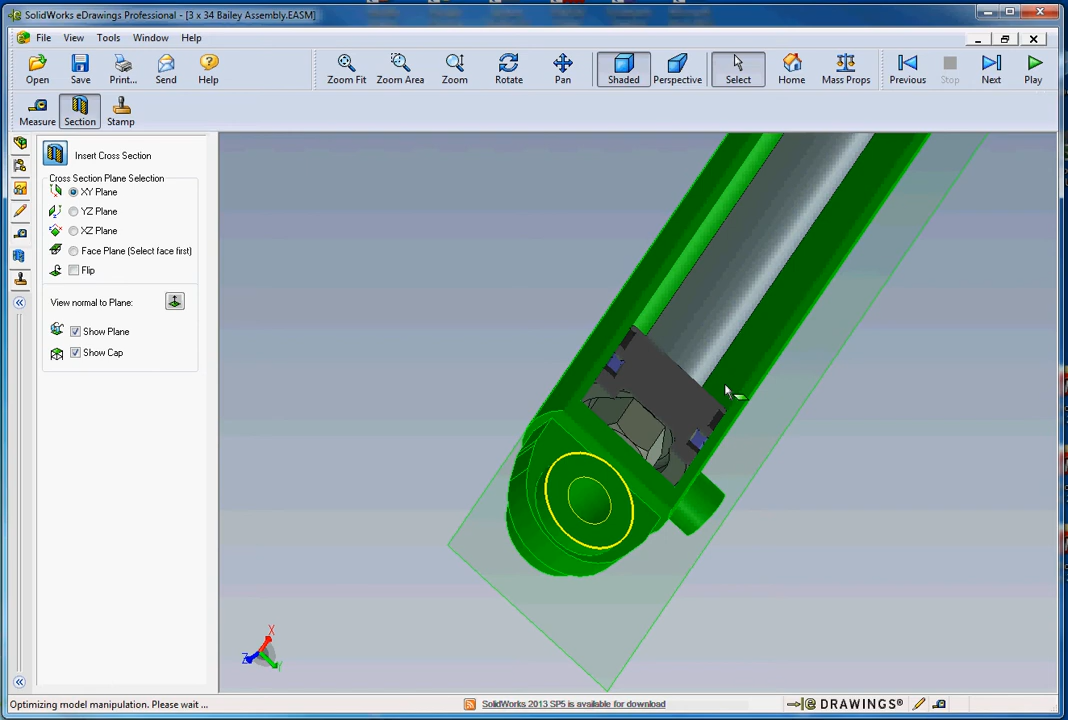 SolidWorks eDrawings Professional - [3 x 34 Bailey Assembly.EASM]
File View Tools Window Help
Open Save Print... Send Help Zoom Fit Zoom Area Zoom Rotate Pan Shaded Perspective Select Home Mass Props Previous Stop Next Play
Measure Section Stamp
Insert Cross Section
Cross Section Plane Selection
XY Plane
YZ Plane
XZ Plane
Face Plane (Select face first)
Flip
View normal to Plane:
Show Plane
Show Cap
X
Z
Y
Optimizing model manipulation. Please wait ... SolidWorks 2013 SP5 is available for download e DRAWINGS®